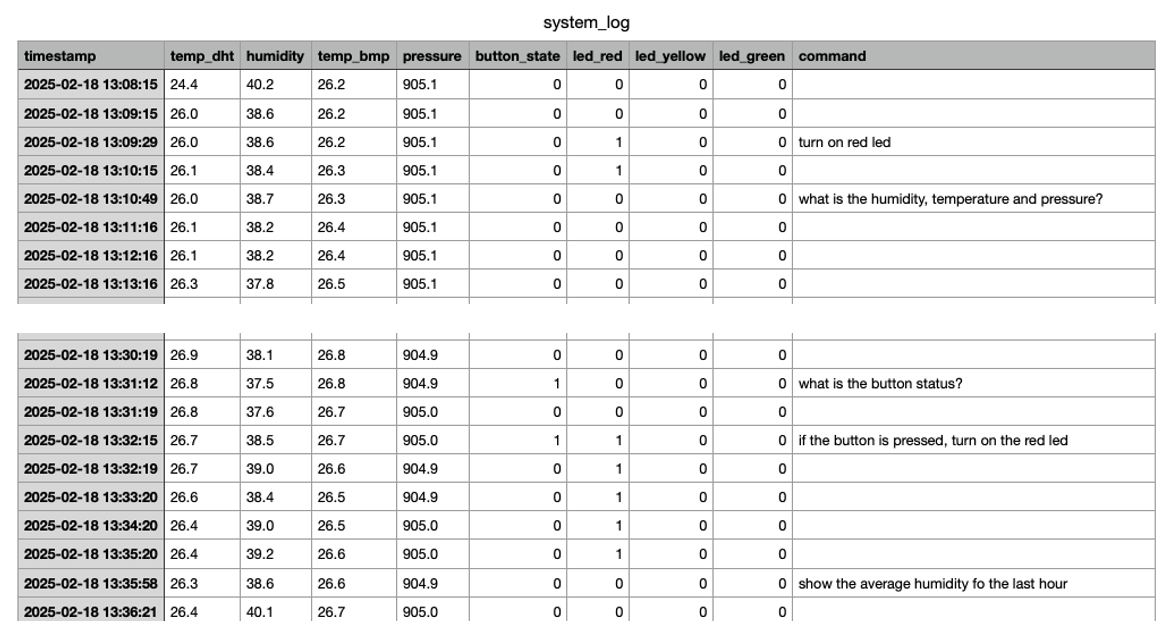 system_log
timestamp temp_dht humidity temp_bmp pressure button_state led_red led_yellow led_green command
2025-02-18 13:08:15 24.4 40.2 26.2 905.1 0 0 0 0
2025-02-18 13:09:15 26.0 38.6 26.2 905.1 0 0 0 0
2025-02-18 13:09:29 26.0 38.6 26.2 905.1 0 1 0 0 turn on red led
2025-02-18 13:10:15 26.1 38.4 26.3 905.1 0 1 0 0
2025-02-18 13:10:49 26.0 38.7 26.3 905.1 0 0 0 0 what is the humidity, temperature and pressure?
2025-02-18 13:11:16 26.1 38.2 26.4 905.1 0 0 0 0
2025-02-18 13:12:16 26.1 38.2 26.4 905.1 0 0 0 0
2025-02-18 13:13:16 26.3 37.8 26.5 905.1 0 0 0 0
2025-02-18 13:30:19 26.9 38.1 26.8 904.9 0 0 0 0
2025-02-18 13:31:12 26.8 37.5 26.8 904.9 1 0 0 0 what is the button status?
2025-02-18 13:31:19 26.8 37.6 26.7 905.0 0 0 0 0
2025-02-18 13:32:15 26.7 38.5 26.7 905.0 1 1 0 0 if the button is pressed, turn on the red led
2025-02-18 13:32:19 26.7 39.0 26.6 904.9 0 1 0 0
2025-02-18 13:33:20 26.6 38.4 26.5 904.9 0 1 0 0
2025-02-18 13:34:20 26.4 39.0 26.5 905.0 0 1 0 0
2025-02-18 13:35:20 26.4 39.2 26.6 905.0 0 1 0 0
2025-02-18 13:35:58 26.3 38.6 26.6 904.9 0 0 0 0 show the average humidity fo the last hour
2025-02-18 13:36:21 26.4 40.1 26.7 905.0 0 0 0 0